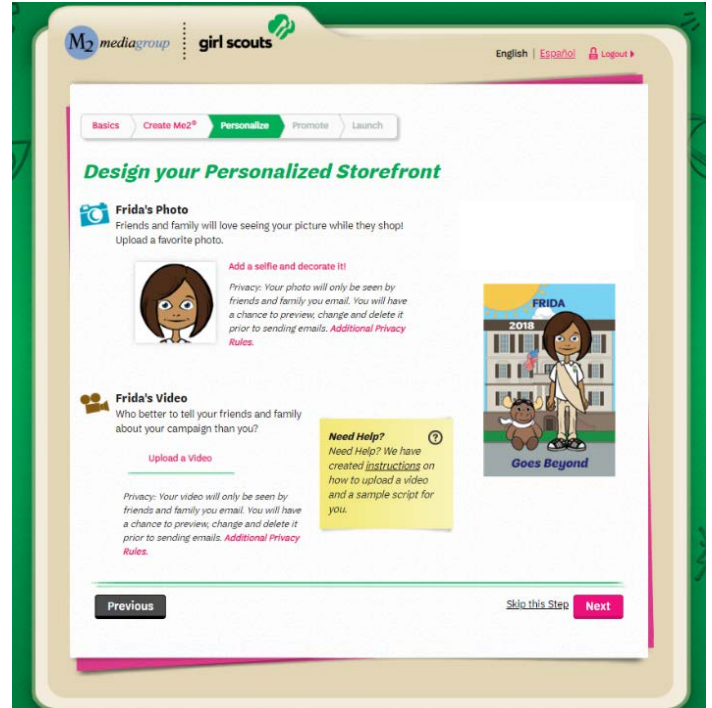 M2 mediagroup
girl scouts
English | Español Logout
Basics Create Me2® Personalize Promote Launch
Design your Personalized Storefront
Frida's Photo
Friends and family will love seeing your picture while they shop!
Upload a favorite photo.
Add a selfie and decorate it!
Privacy: Your photo will only be seen by
friends and family you email. You will have
a chance to preview, change and delete it
prior to sending emails. Additional Privacy
Rules.
FRIDA
2018
Goes Beyond
Frida's Video
Who better to tell your friends and family
about your campaign than you?
Upload a Video
Privacy: Your video will only be seen by
friends and family you email. You will have
a chance to preview, change and delete it
prior to sending emails. Additional Privacy
Rules.
Need Help? ?
Need Help? We have
created instructions on
how to upload a video
and a sample script for
you.
Previous
Skip this Step Next